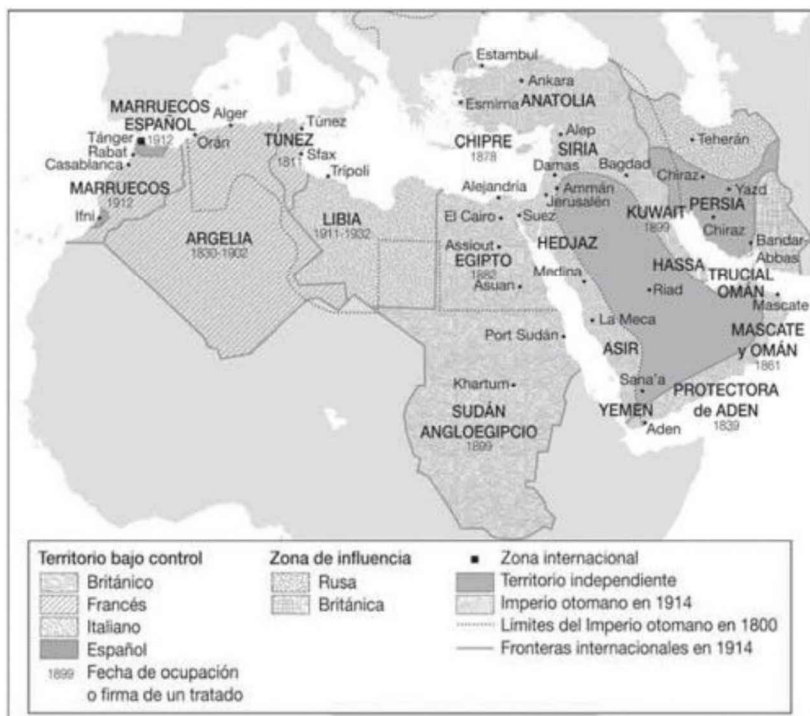 Estambul
Ankara
ANATOLIA
Esmirna
MARRUECOS
ESPAÑOL
1912
Alger
Orán
Túnez
TÚNEZ
181
Sfax
Trípoli
Tánger
Rabat
Casablanca
MARRUECOS
1912
Ifni
ARGELIA
1830-1902
LIBIA
1911-1932
CHIPRE
1878
Alep
SIRIA
Damas
Bagdad
Teherán
Chiraz
Yazd
PERSIA
Chiraz
Bandar-
Abbas
Alejandría
El Cairo
Suez
Ammán
Jerusalén
KUWAIT
1899
Assiout
EGIPTO
1882
Asuan
HEDJAZ
Medina
HASSA
Riad
TRUCIAL
OMÁN
Mascate
La Meca
MASCATE
y OMÁN
1861
Port Sudán
ASIR
Khartum
Sana'a
SUDÁN
ANGLOEGIPCIO
1899
YEMEN
Aden
PROTECTORA
de ADEN
1839
Territorio bajo control
Británico
Francés
Italiano
Español
1899 Fecha de ocupación
o firma de un tratado
Zona de influencia
Rusa
Británica
Zona internacional
Territorio independiente
Imperio otomano en 1914
Límites del Imperio otomano en 1800
Fronteras internacionales en 1914